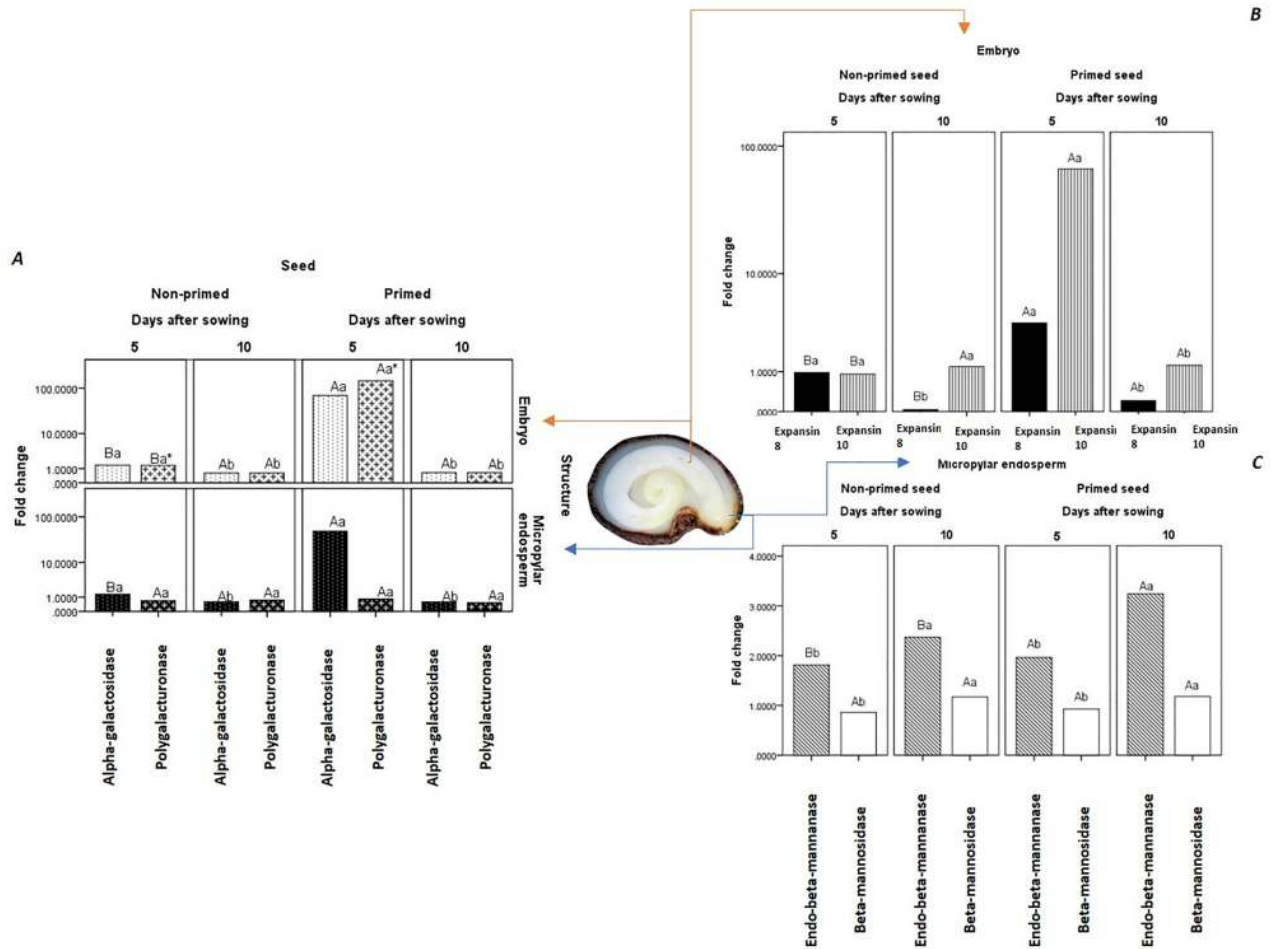 A
Seed
Non-primed Primed
Days after sowing Days after sowing
5 10 5 10
Fold change
100.0000
10.0000
1.0000
.0000
Ba Ba* Ab Ab Aa Aa* Ab Ab
Embryo
100.0000
10.0000
1.0000
.0000
Ba Aa Ab Aa Aa Aa Ab Aa
Micropylar
endosperm
Structure
Alpha-galactosidase
Polygalacturonase
Alpha-galactosidase
Polygalacturonase
Alpha-galactosidase
Polygalacturonase
Alpha-galactosidase
Polygalacturonase
B
Embryo
Non-primed seed Primed seed
Days after sowing Days after sowing
5 10 5 10
Fold change
100.0000
10.0000
1.0000
.0000
Ba Ba Bb Aa Aa Aa Ab Ab
Expansin Expansin Expansin Expansin Expansin Expansin Expansin Expansin
8 10 8 10 8 10 8 10
C
Micropylar endosperm
Non-primed seed Primed seed
Days after sowing Days after sowing
5 10 5 10
Fold change
4.0000
3.0000
2.0000
1.0000
.0000
Bb Ab Ba Aa Ab Ab Aa Aa
Endo-beta-mannanase
Beta-mannosidase
Endo-beta-mannanase
Beta-mannosidase
Endo-beta-mannanase
Beta-mannosidase
Endo-beta-mannanase
Beta-mannosidase